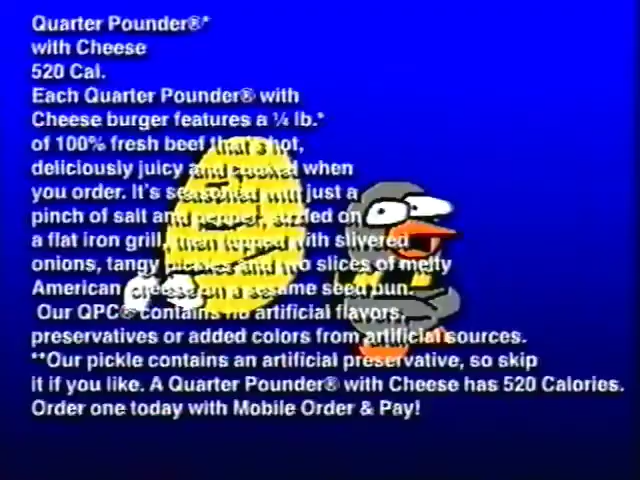 Quarter Pounder®*
with Cheese
520 Cal.
Each Quarter Pounder® with
Cheese burger features a ¼ lb.*
of 100% fresh beef that's hot,
deliciously juicy and cooked when
you order. It's seasoned with just a
pinch of salt and pepper, sizzled on
a flat iron grill, then topped with slivered
onions, tangy pickles and two slices of melty
American cheese on a sesame seed bun.
Our QPC® contains no artificial flavors,
preservatives or added colors from artificial sources.
**Our pickle contains an artificial preservative, so skip
it if you like. A Quarter Pounder® with Cheese has 520 Calories.
Order one today with Mobile Order & Pay!